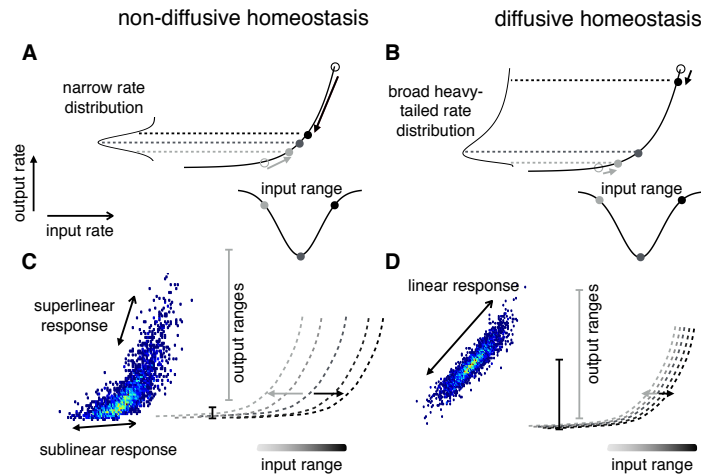 non-diffusive homeostasis
diffusive homeostasis
A
narrow rate
distribution
output rate
input rate
input range
B
broad heavy-
tailed rate
distribution
input range
C
superlinear
response
sublinear response
output ranges
input range
D
linear response
output ranges
input range